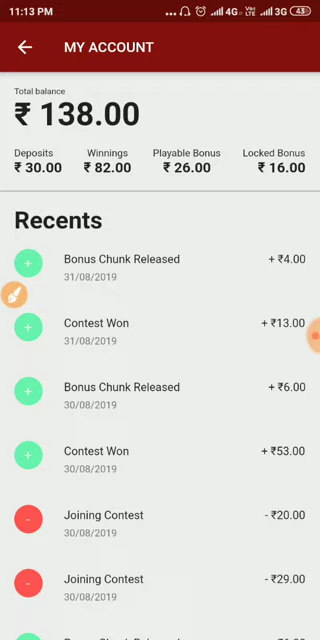 11:13 PM ... 4G VoLTE 3G 43
MY ACCOUNT
Total balance
₹ 138.00
Deposits Winnings Playable Bonus Locked Bonus
₹ 30.00 ₹ 82.00 ₹ 26.00 ₹ 16.00
Recents
+ Bonus Chunk Released + ₹4.00
31/08/2019
+ Contest Won + ₹13.00
31/08/2019
+ Bonus Chunk Released + ₹6.00
30/08/2019
+ Contest Won + ₹53.00
30/08/2019
- Joining Contest - ₹20.00
30/08/2019
- Joining Contest - ₹29.00
30/08/2019